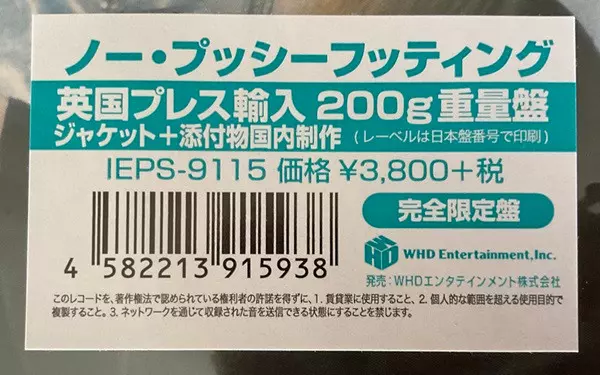 ノー・プッシーフッティング
英国プレス輸入 200g重量盤
ジャケット+添付物国内制作 (レーベルは日本盤番号で印刷)
IEPS-9115 価格 ¥3,800+税
完全限定盤
WHD Entertainment,Inc.
発売:WHDエンタテインメント株式会社
4 582213 915938
このレコードを、著作権法で認められている権利者の許諾を得ずに、1. 賃貸業に使用すること、2. 個人的な範囲を超える使用目的で
複製すること。3. ネットワークを通じて収録された音を送信できる状態にすることを禁じます。